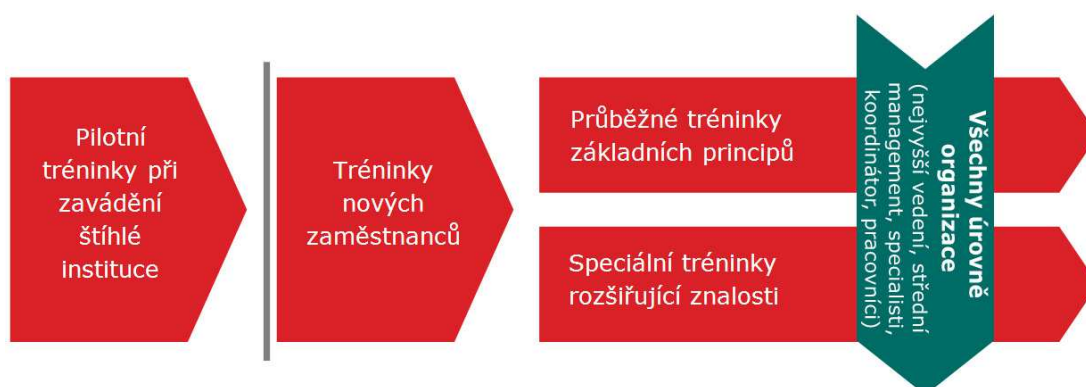 Pilotní
tréninky při
zavádění
štíhlé
instituce
Tréninky
nových
zaměstnanců
Průběžné tréninky
základních principů
Speciální tréninky
rozšiřující znalosti
Všechny úrovně
organizace
(nejvyšší vedení, střední
management, specialisti,
koordinátor, pracovníci)